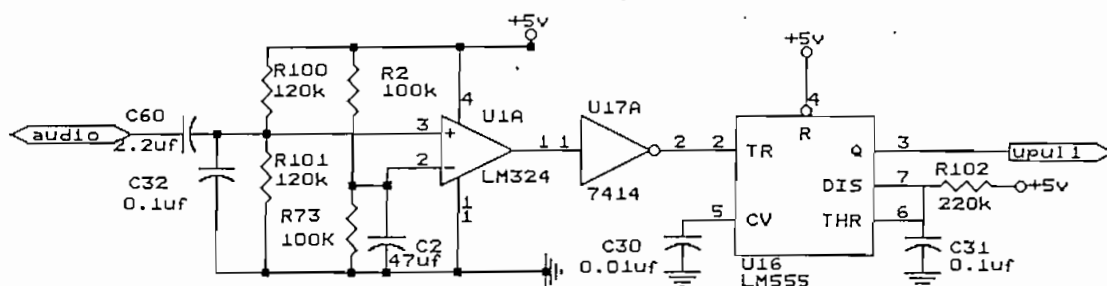 +5v
+5v
R100
120k
R2
100k
4
4
C60
U1A
U17A
R
audio
3
+
2.2uf
2
-
1
1
2
2
TR
Q
3
upul1
R101
120k
LM324
DIS
7
R102
+5v
C32
0.1uf
7414
220k
R73
100K
1
1
5
CV
THR
6
C2
47uf
C30
0.01uf
U16
LM555
C31
0.1uf